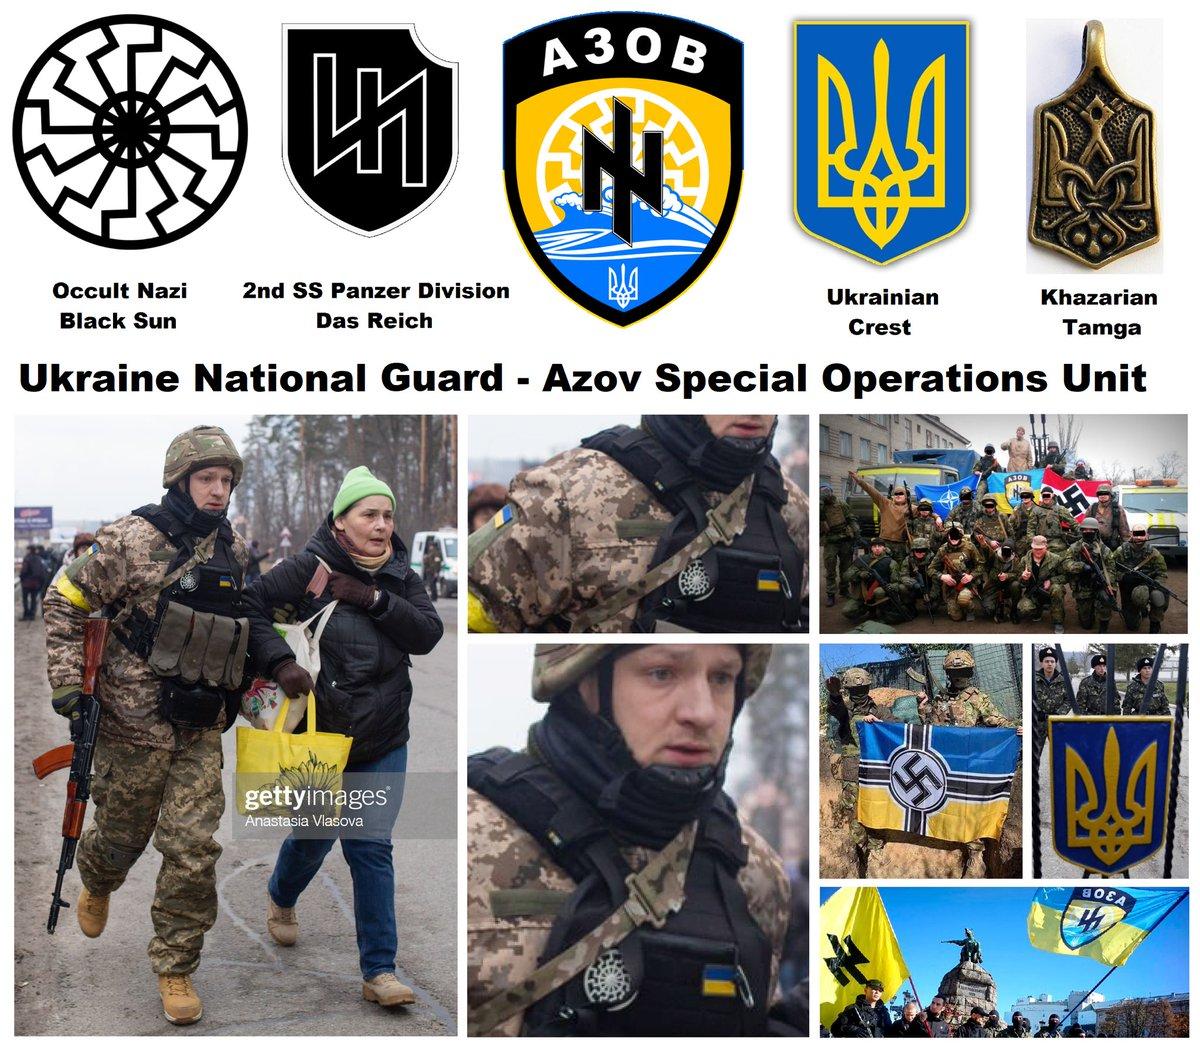 АЗОВ
Occult Nazi
Black Sun
2nd SS Panzer Division
Das Reich
Ukrainian
Crest
Khazarian
Tamga
Ukraine National Guard - Azov Special Operations Unit
АЗОВ
gettyimages®
Anastasia Vlasova
АЗОВ